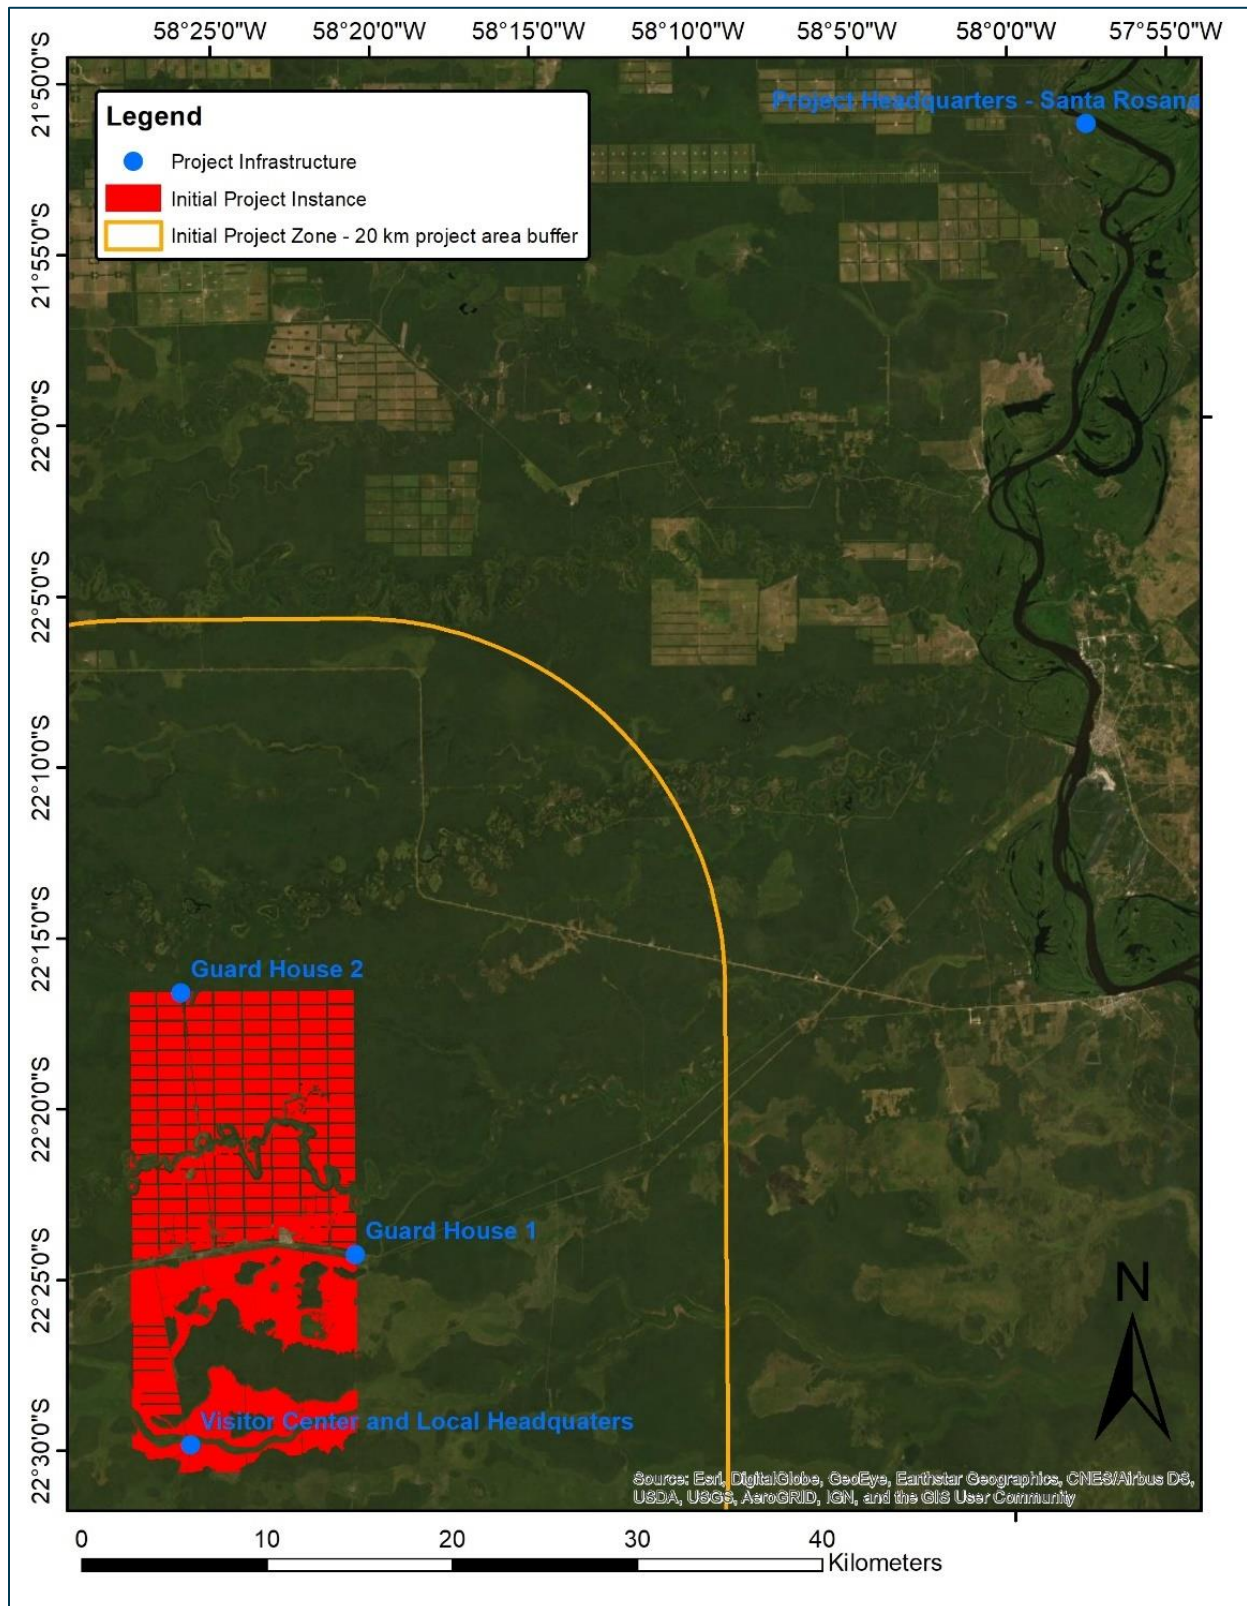 58°25'0"W 58°20'0"W 58°15'0"W 58°10'0"W 58°5'0"W 58°0'0"W 57°55'0"W
21°50'0"S
Project Headquarters - Santa Rosana
Legend
Project Infrastructure
Initial Project Instance
Initial Project Zone - 20 km project area buffer
21°55'0"S
22°0'0"S
22°5'0"S
22°10'0"S
22°15'0"S
Guard House 2
22°20'0"S
Guard House 1
22°25'0"S
N
Visitor Center and Local Headquaters
22°30'0"S
Source: Esri, DigitalGlobe, GeoEye, Earthstar Geographics, CNES/Airbus DS,
USDA, USGS, AeroGRID, IGN, and the GIS User Community
0 10 20 30 40
Kilometers